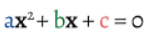 ax²+ bx + c = 0